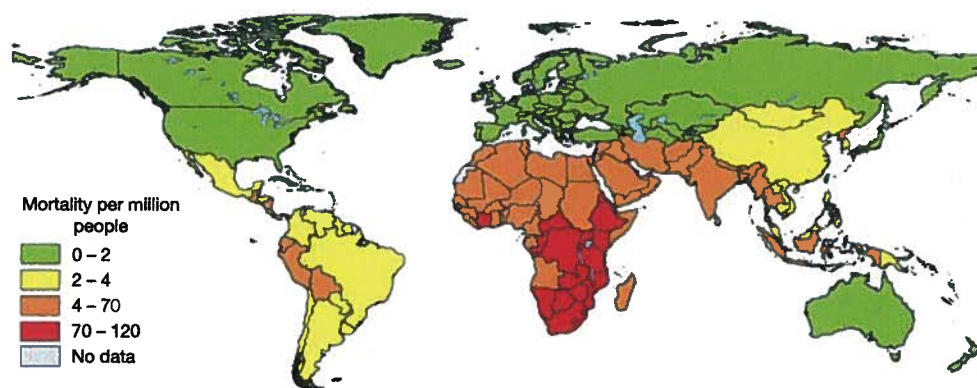 Mortality per million
people
0 – 2
2 – 4
4 – 70
70 – 120
No data